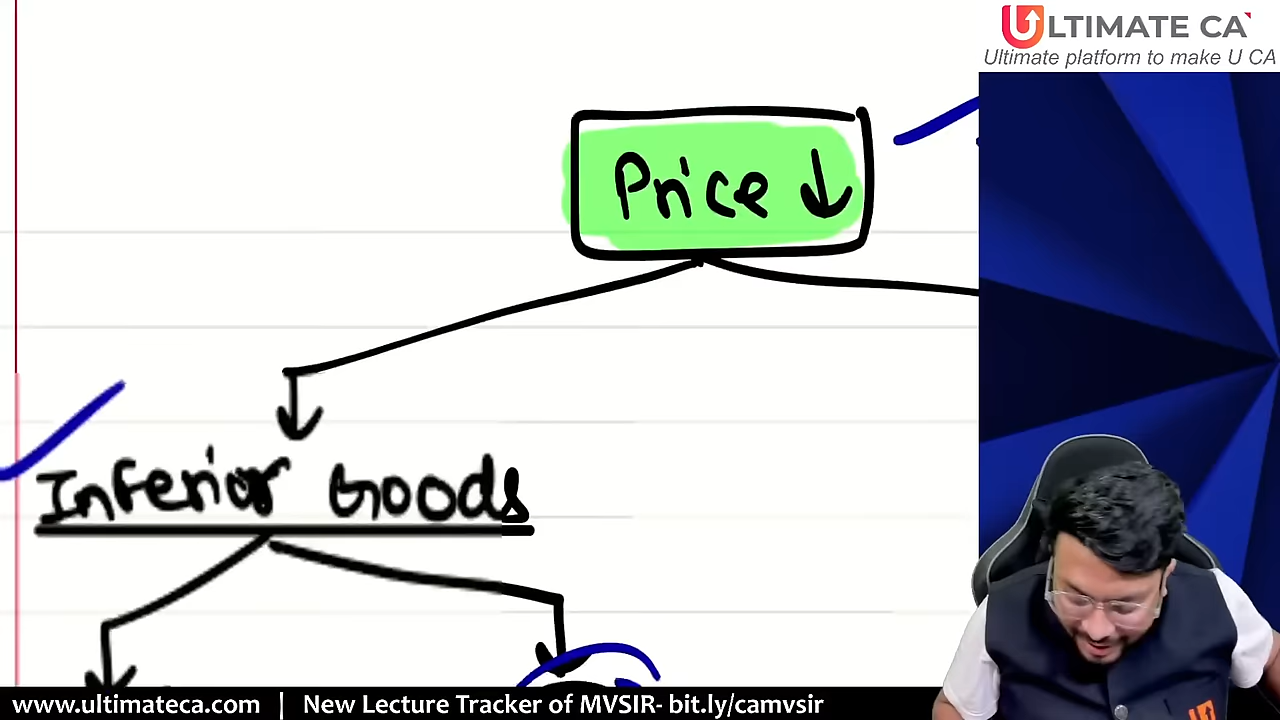 ULTIMATE CA
Ultimate platform to make U CA
Price ↓
Inferior Goods
www.ultimateca.com | New Lecture Tracker of MVSIR- bit.ly/camvsir